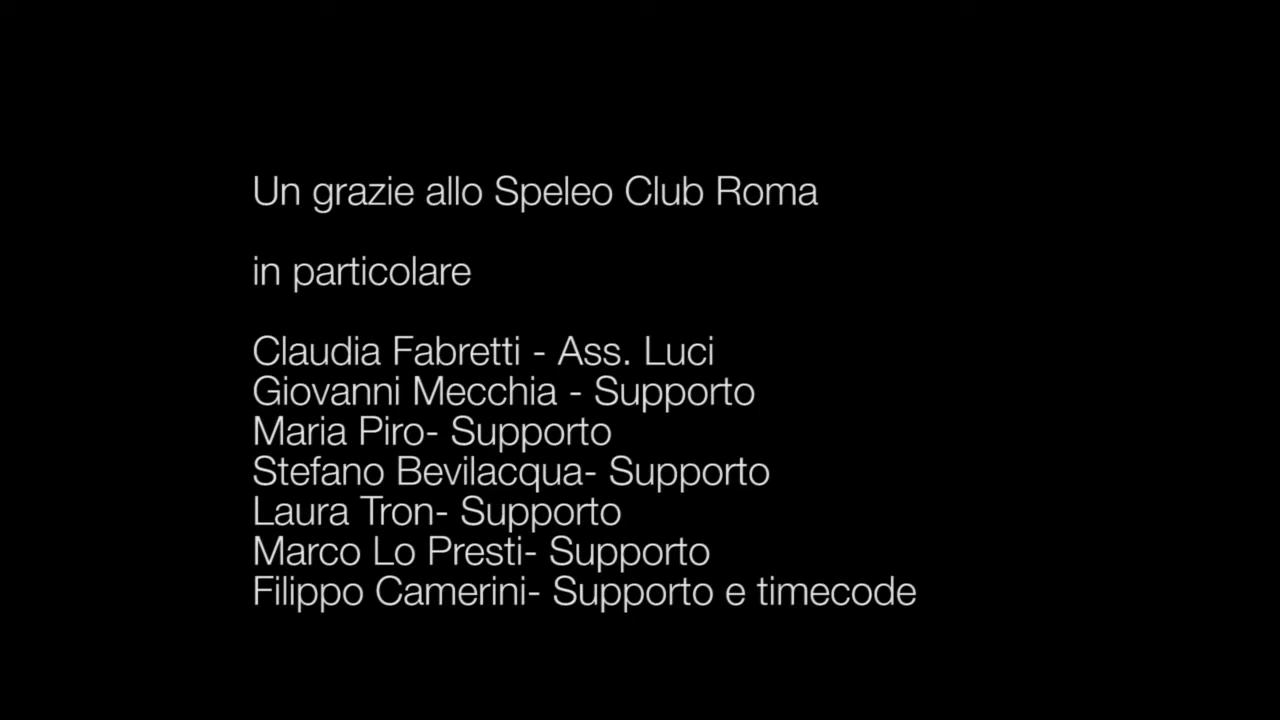 Un grazie allo Speleo Club Roma
in particolare
Claudia Fabretti - Ass. Luci
Giovanni Mecchia - Supporto
Maria Piro- Supporto
Stefano Bevilacqua- Supporto
Laura Tron- Supporto
Marco Lo Presti- Supporto
Filippo Camerini- Supporto e timecode